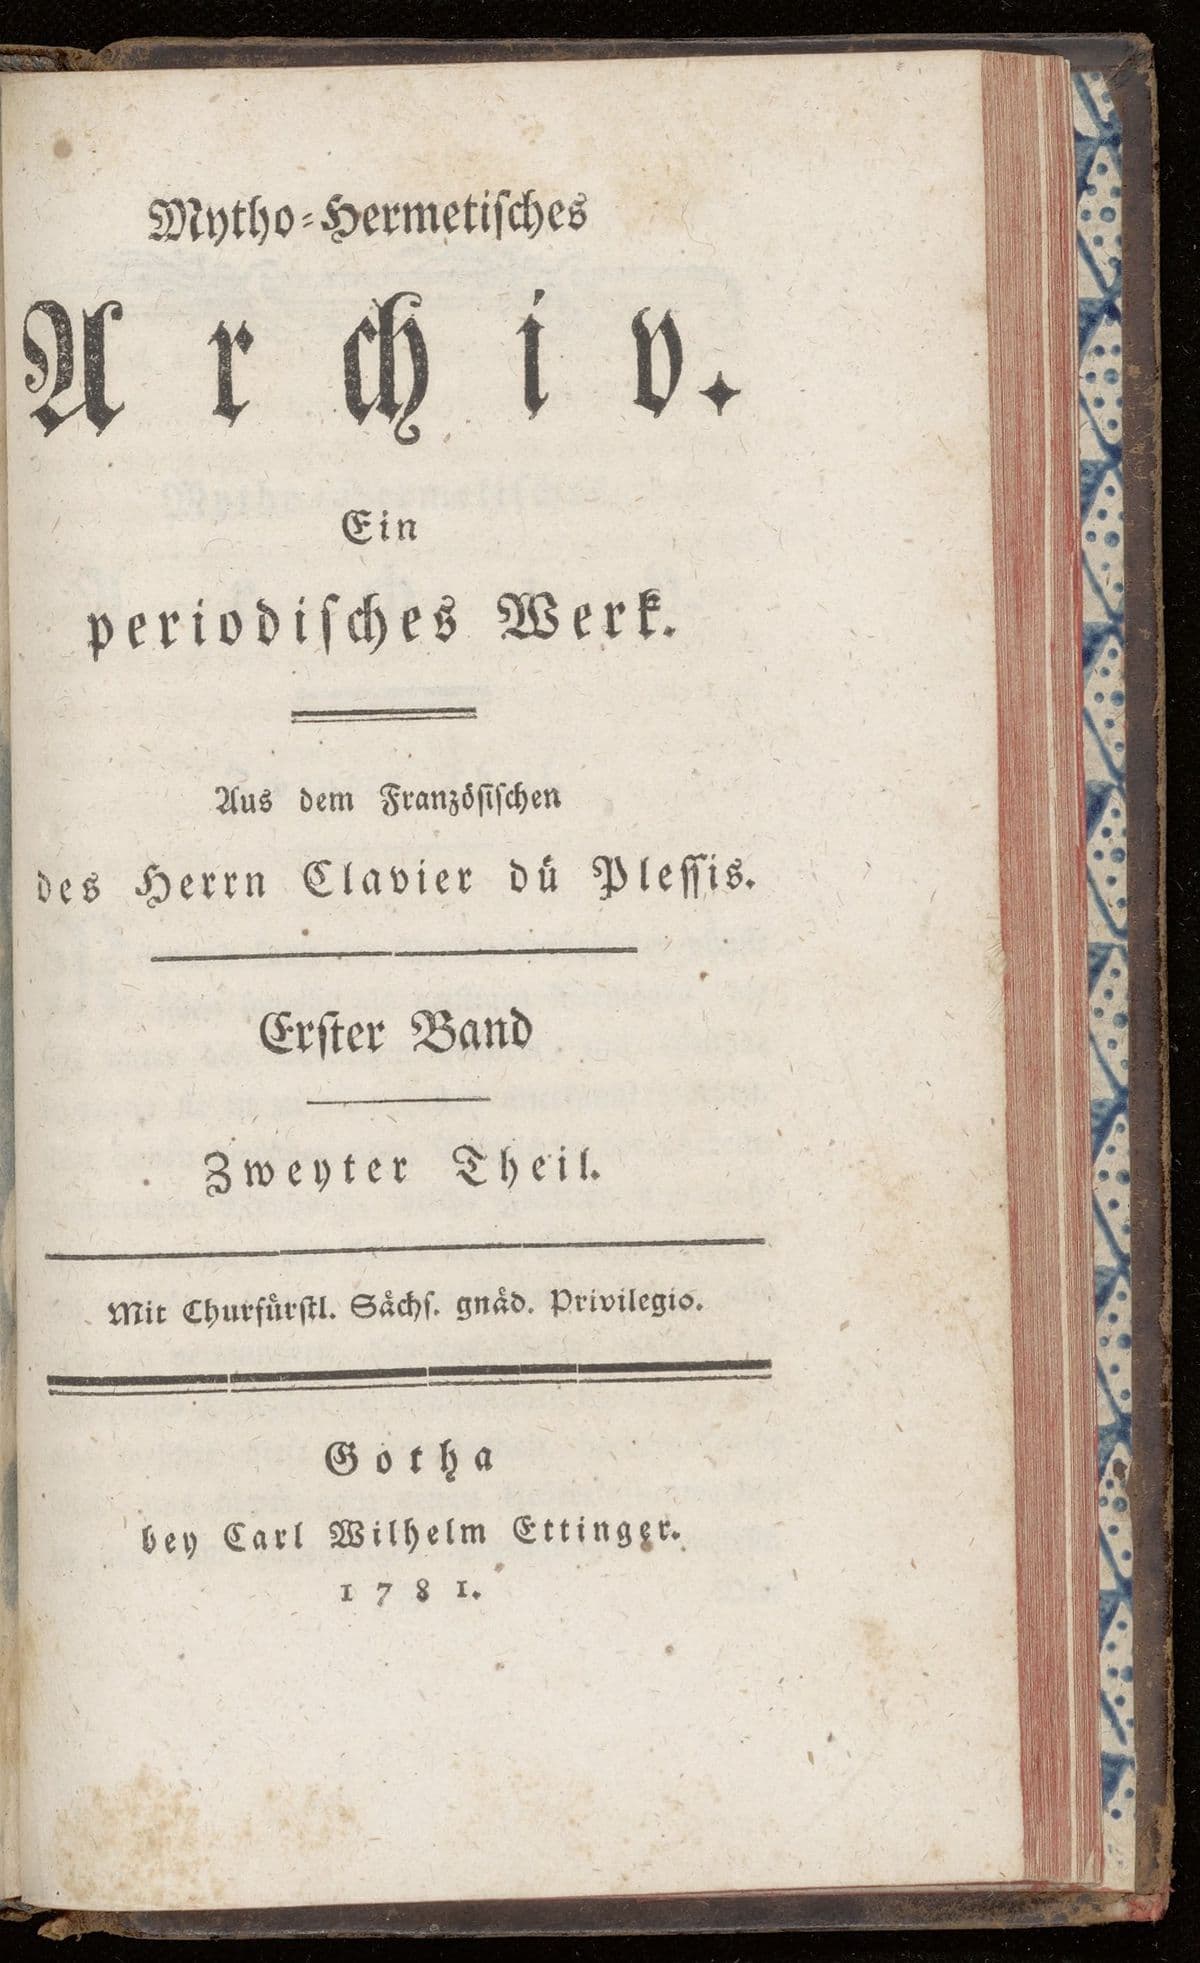 Mytho-Hermetiſches
Archiv.
Ein
periodiſches Werk.
Aus dem Franzöſiſchen
des Herrn Clavier dü Pleſſis.
Erſter Band
Zweyter Theil.
Mit Churfürſtl. Sächſ. gnäd. Privilegio.
Gotha
bey Carl Wilhelm Ettinger.
1781.